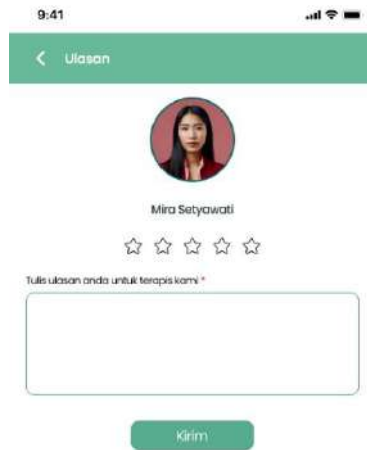 9:41
Ulasan
Mira Setyawati
Tulis ulasan anda untuk terapis kami *
Kirim